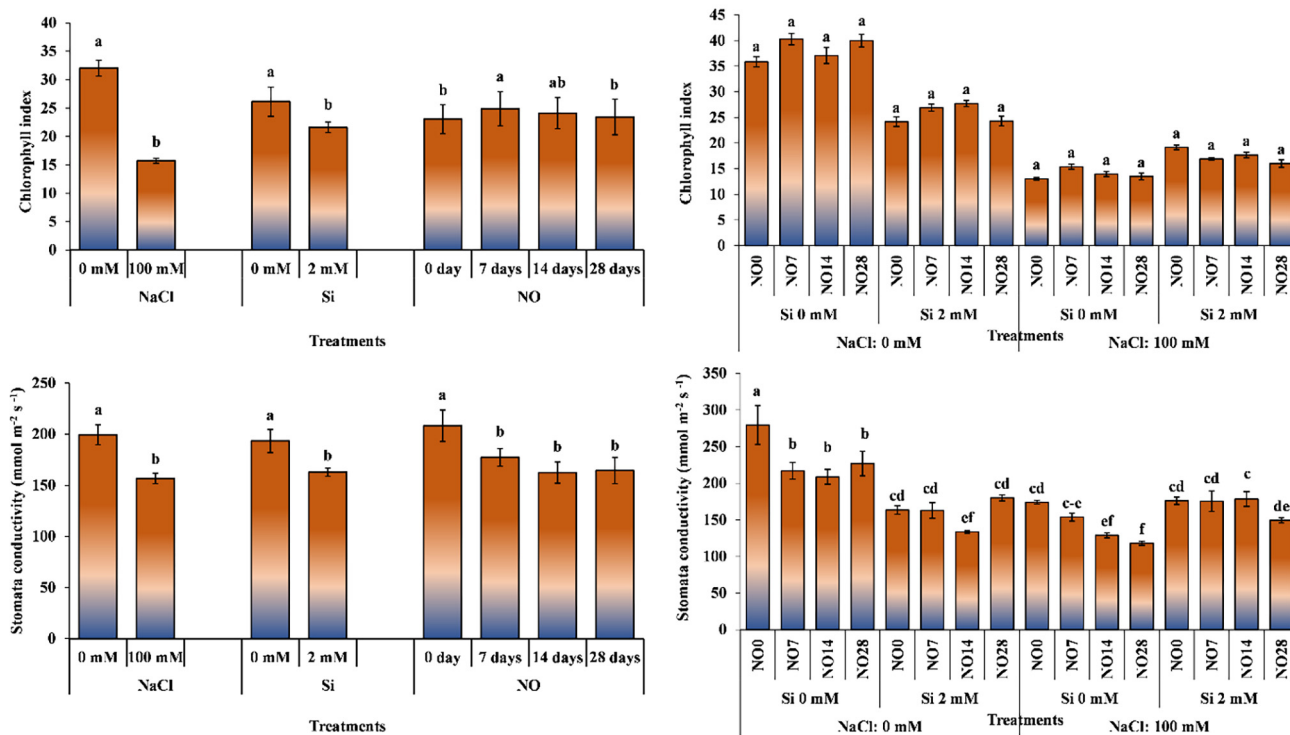 Chlorophyll index
40
35
30
25
20
15
10
5
0
a
b
a
b
b
a
ab
b
0 mM 100 mM 0 mM 2 mM 0 day 7 days 14 days 28 days
NaCl Si NO
Treatments
Chlorophyll index
45
40
35
30
25
20
15
10
5
0
a a a a a a a a a a a a a a a a
NO0 NO7 NO14 NO28 NO0 NO7 NO14 NO28 NO0 NO7 NO14 NO28 NO0 NO7 NO14 NO28
Si 0 mM Si 2 mM Si 0 mM Si 2 mM
NaCl: 0 mM Treatments NaCl: 100 mM
Stomata conductivity (mmol m⁻² s⁻¹)
250
200
150
100
50
0
a
b
a
b
a
b
b
b
0 mM 100 mM 0 mM 2 mM 0 day 7 days 14 days 28 days
NaCl Si NO
Treatments
Stomata conductivity (mmol m⁻² s⁻¹)
350
300
250
200
150
100
50
0
a b b b cd cd ef cd cd c-e ef f cd cd c de
NO0 NO7 NO14 NO28 NO0 NO7 NO14 NO28 NO0 NO7 NO14 NO28 NO0 NO7 NO14 NO28
Si 0 mM Si 2 mM Si 0 mM Si 2 mM
NaCl: 0 mM Treatments NaCl: 100 mM